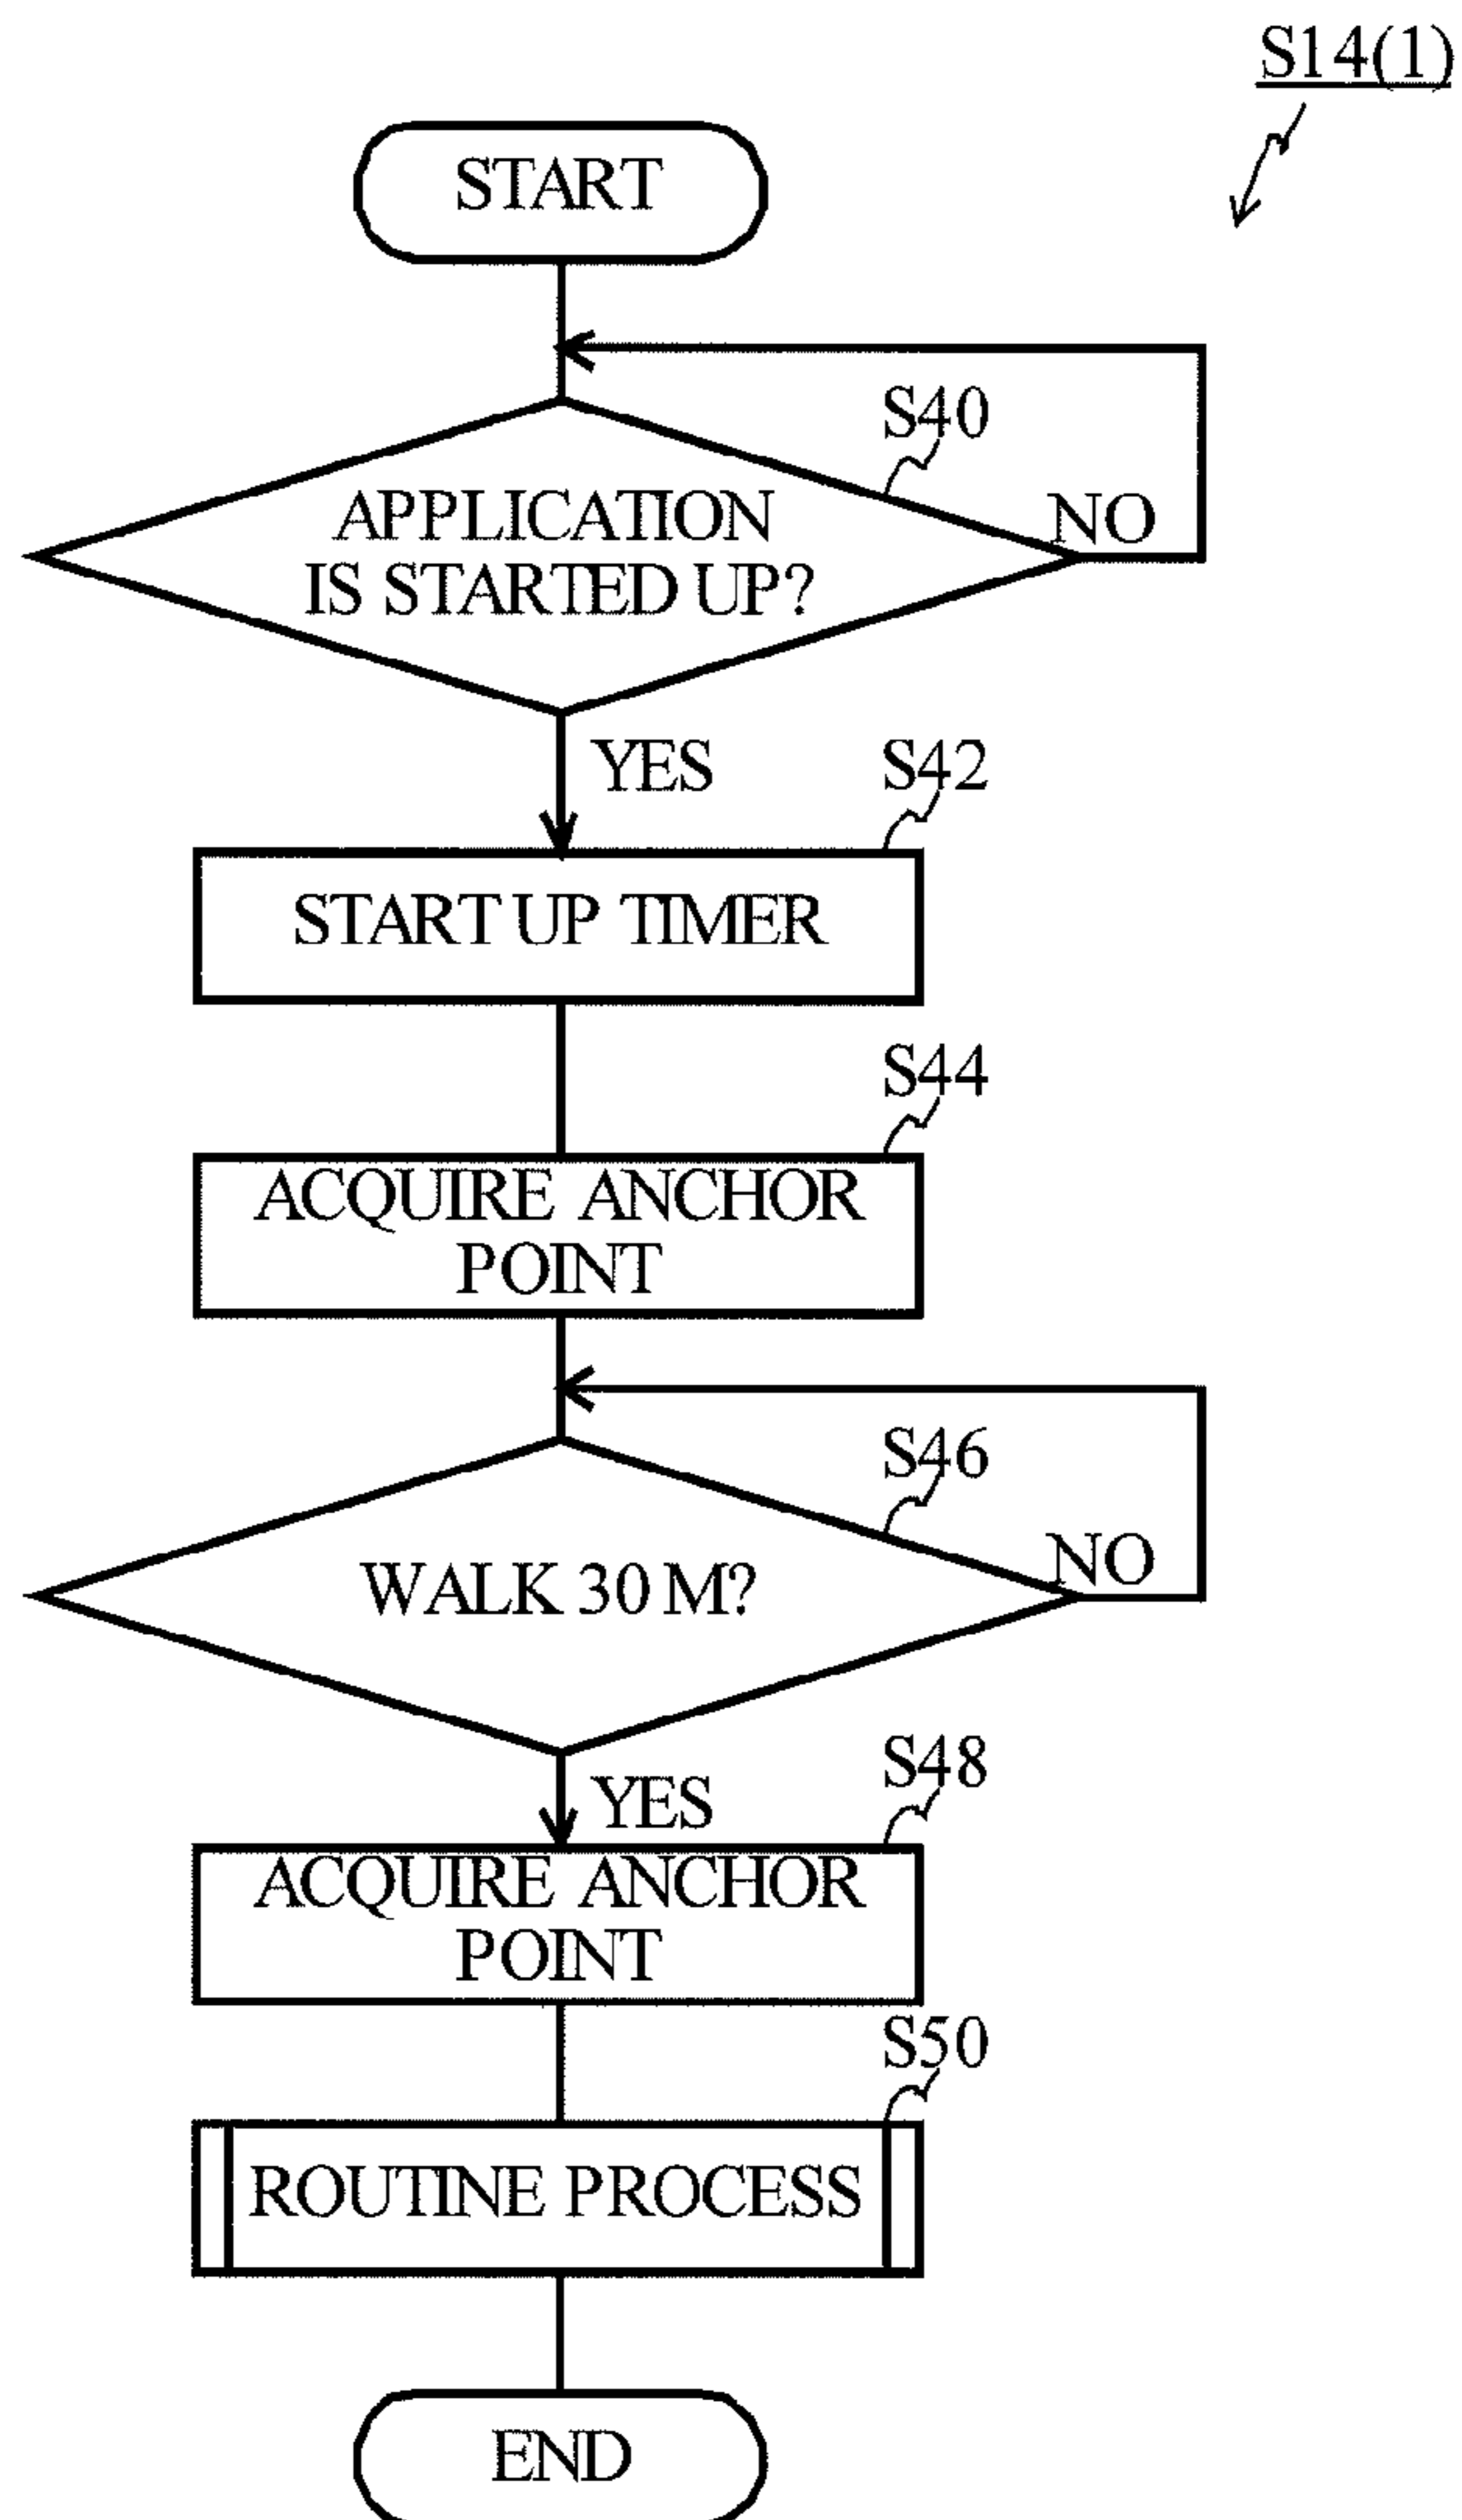 S14(1)
START
S40
NO
APPLICATION
IS STARTED UP?
YES
S42
START UP TIMER
S44
ACQUIRE ANCHOR
POINT
S46
NO
WALK 30 M?
YES
S48
ACQUIRE ANCHOR
POINT
S50
ROUTINE PROCESS
END